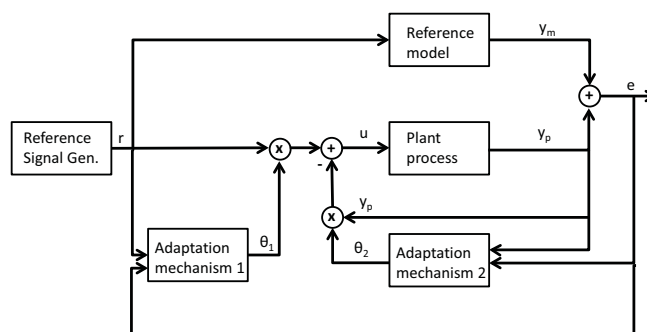 Reference
model
y_m
+
e
Reference
Signal Gen.
r
x
+
-
u
Plant
process
y_p
x
y_p
Adaptation
mechanism 1
θ_1
θ_2
Adaptation
mechanism 2